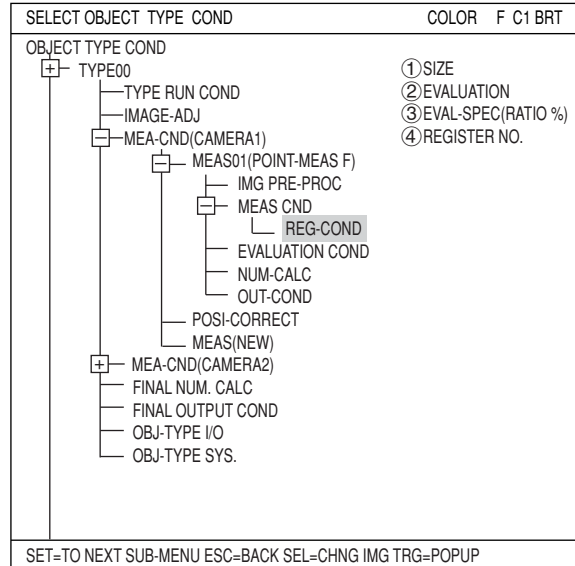 SELECT OBJECT TYPE COND COLOR F C1 BRT
OBJECT TYPE COND
+ TYPE00
TYPE RUN COND
IMAGE-ADJ
− MEA-CND(CAMERA1)
− MEAS01(POINT-MEAS F)
IMG PRE-PROC
− MEAS CND
REG-COND
EVALUATION COND
NUM-CALC
OUT-COND
POSI-CORRECT
MEAS(NEW)
+ MEA-CND(CAMERA2)
FINAL NUM. CALC
FINAL OUTPUT COND
OBJ-TYPE I/O
OBJ-TYPE SYS.
①SIZE
②EVALUATION
③EVAL-SPEC(RATIO %)
④REGISTER NO.
SET=TO NEXT SUB-MENU ESC=BACK SEL=CHNG IMG TRG=POPUP